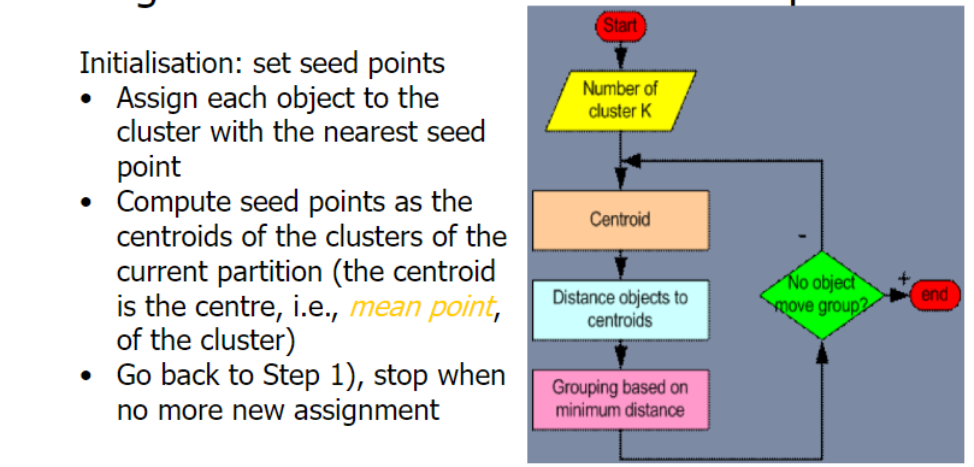 Initialisation: set seed points
• Assign each object to the
cluster with the nearest seed
point
• Compute seed points as the
centroids of the clusters of the
current partition (the centroid
is the centre, i.e., mean point,
of the cluster)
• Go back to Step 1), stop when
no more new assignment
Start
Number of
cluster K
Centroid
Distance objects to
centroids
Grouping based on
minimum distance
-
No object
move group?
+
end